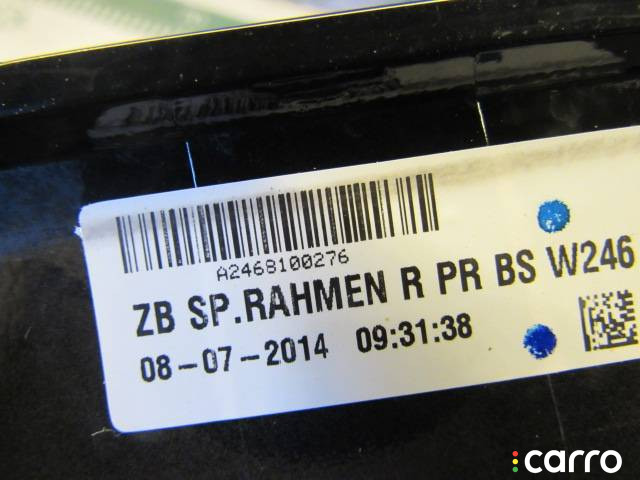 A2468100276
ZB SP.RAHMEN R PR BS W246
08-07-2014 09:31:38
carro